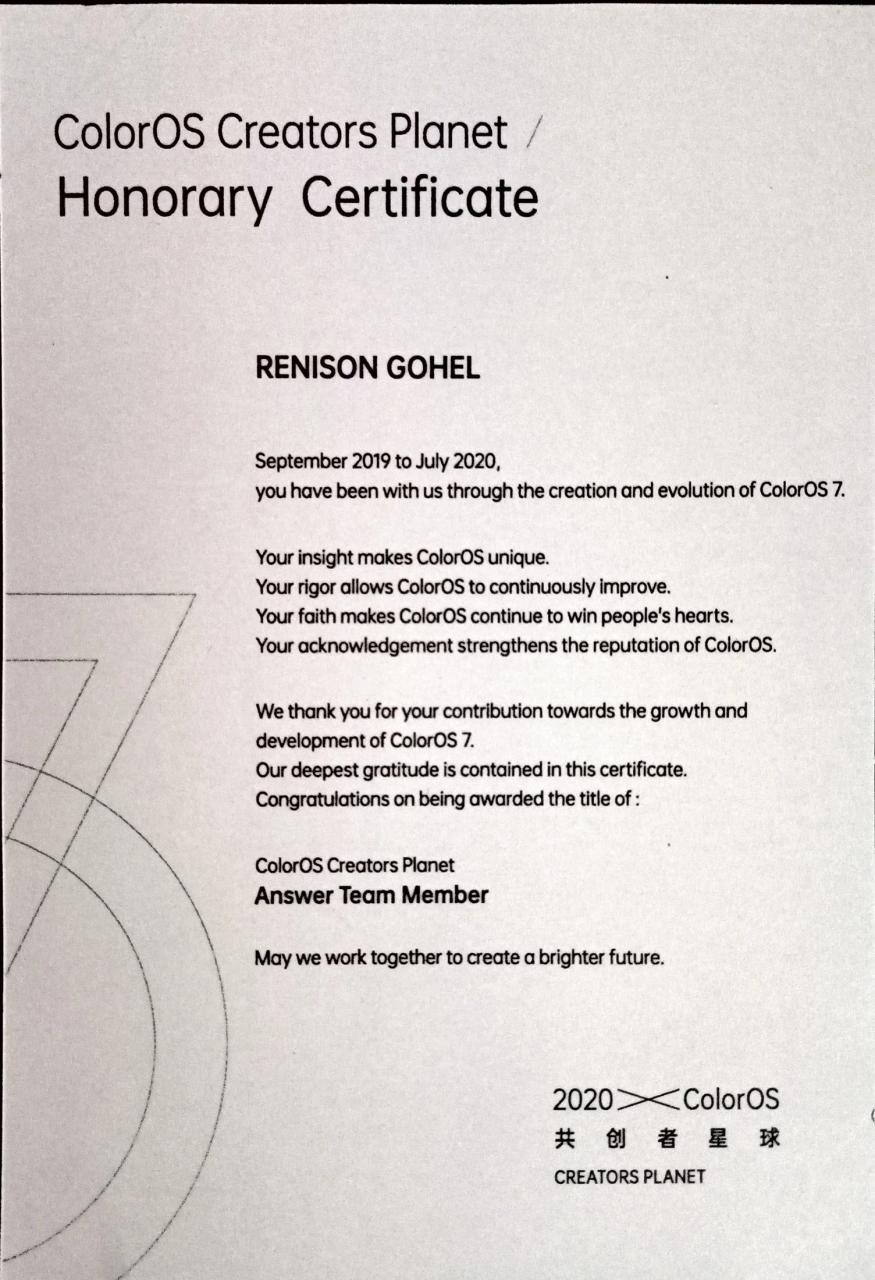 ColorOS Creators Planet /
Honorary Certificate
RENISON GOHEL
September 2019 to July 2020,
you have been with us through the creation and evolution of ColorOS 7.
Your insight makes ColorOS unique.
Your rigor allows ColorOS to continuously improve.
Your faith makes ColorOS continue to win people's hearts.
Your acknowledgement strengthens the reputation of ColorOS.
We thank you for your contribution towards the growth and
development of ColorOS 7.
Our deepest gratitude is contained in this certificate.
Congratulations on being awarded the title of :
ColorOS Creators Planet
Answer Team Member
May we work together to create a brighter future.
2020 ColorOS
共创者星球
CREATORS PLANET